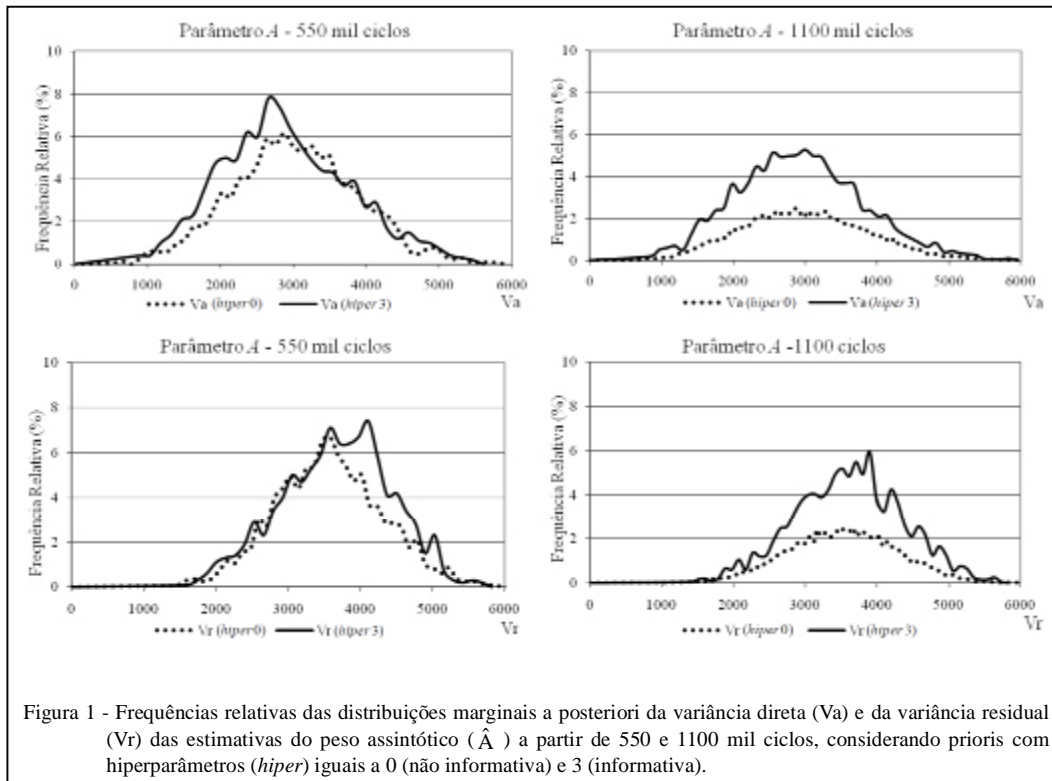 Parâmetro A - 550 mil ciclos
Frequência Relativa (%)
10
8
6
4
2
0
0 1000 2000 3000 4000 5000 6000
Va (hiper 0) Va (hiper 3) Va
Parâmetro A - 1100 mil ciclos
Frequência Relativa (%)
10
8
6
4
2
0
0 1000 2000 3000 4000 5000 6000
Va (hiper 0) Va (hiper 3) Va
Parâmetro A - 550 mil ciclos
Frequência Relativa (%)
10
8
6
4
2
0
0 1000 2000 3000 4000 5000 6000
Vr (hiper 0) Vr (hiper 3) Vr
Parâmetro A -1100 ciclos
Frequência Relativa (%)
10
8
6
4
2
0
0 1000 2000 3000 4000 5000 6000
Vr (hiper 0) Vr (hiper 3) Vr
Figura 1 - Frequências relativas das distribuições marginais a posteriori da variância direta (Va) e da variância residual
(Vr) das estimativas do peso assintótico ( Â ) a partir de 550 e 1100 mil ciclos, considerando prioris com
hiperparâmetros (hiper) iguais a 0 (não informativa) e 3 (informativa).